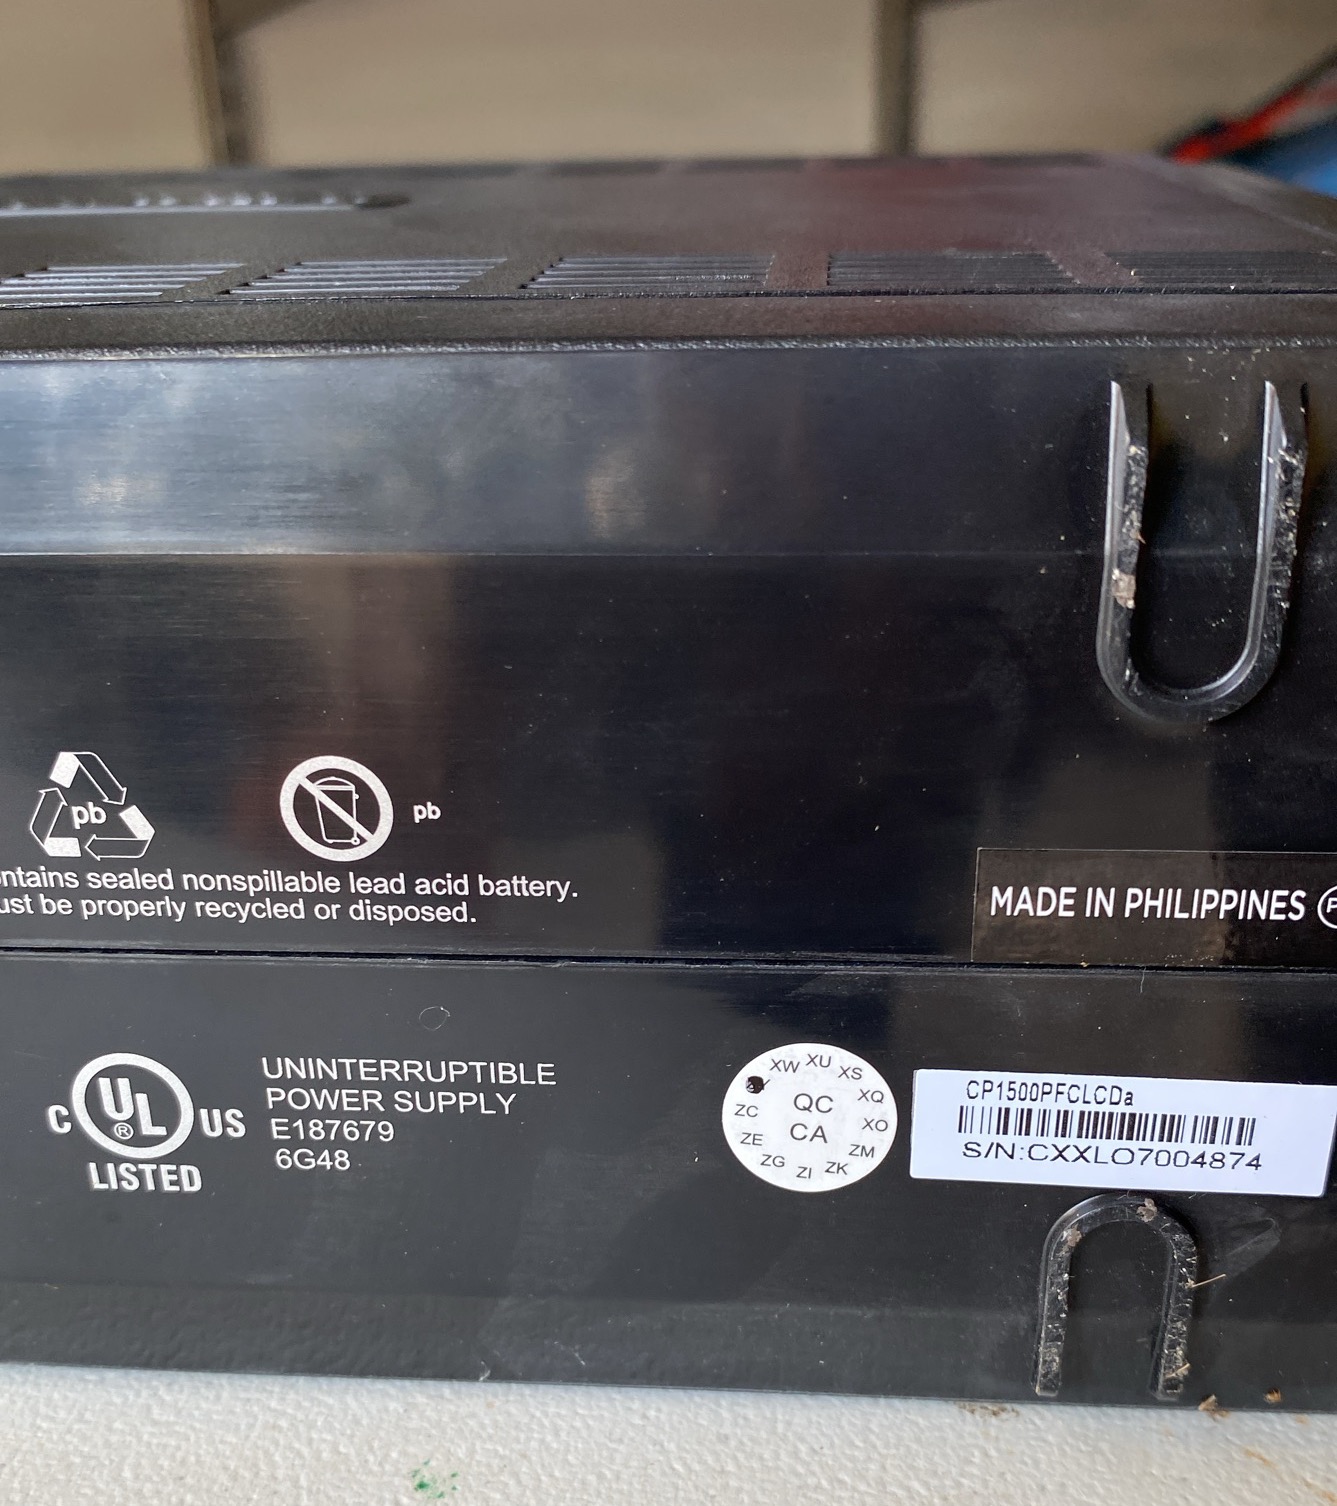 pb
pb
ntains sealed nonspillable lead acid battery.
ust be properly recycled or disposed.
MADE IN PHILIPPINES
C UL ® US
LISTED
UNINTERRUPTIBLE
POWER SUPPLY
E187679
6G48
XW XU XS XQ XO ZM ZK ZI ZG ZE ZC
QC
CA
CP1500PFCLCDa
S/N:CXXLO7004874